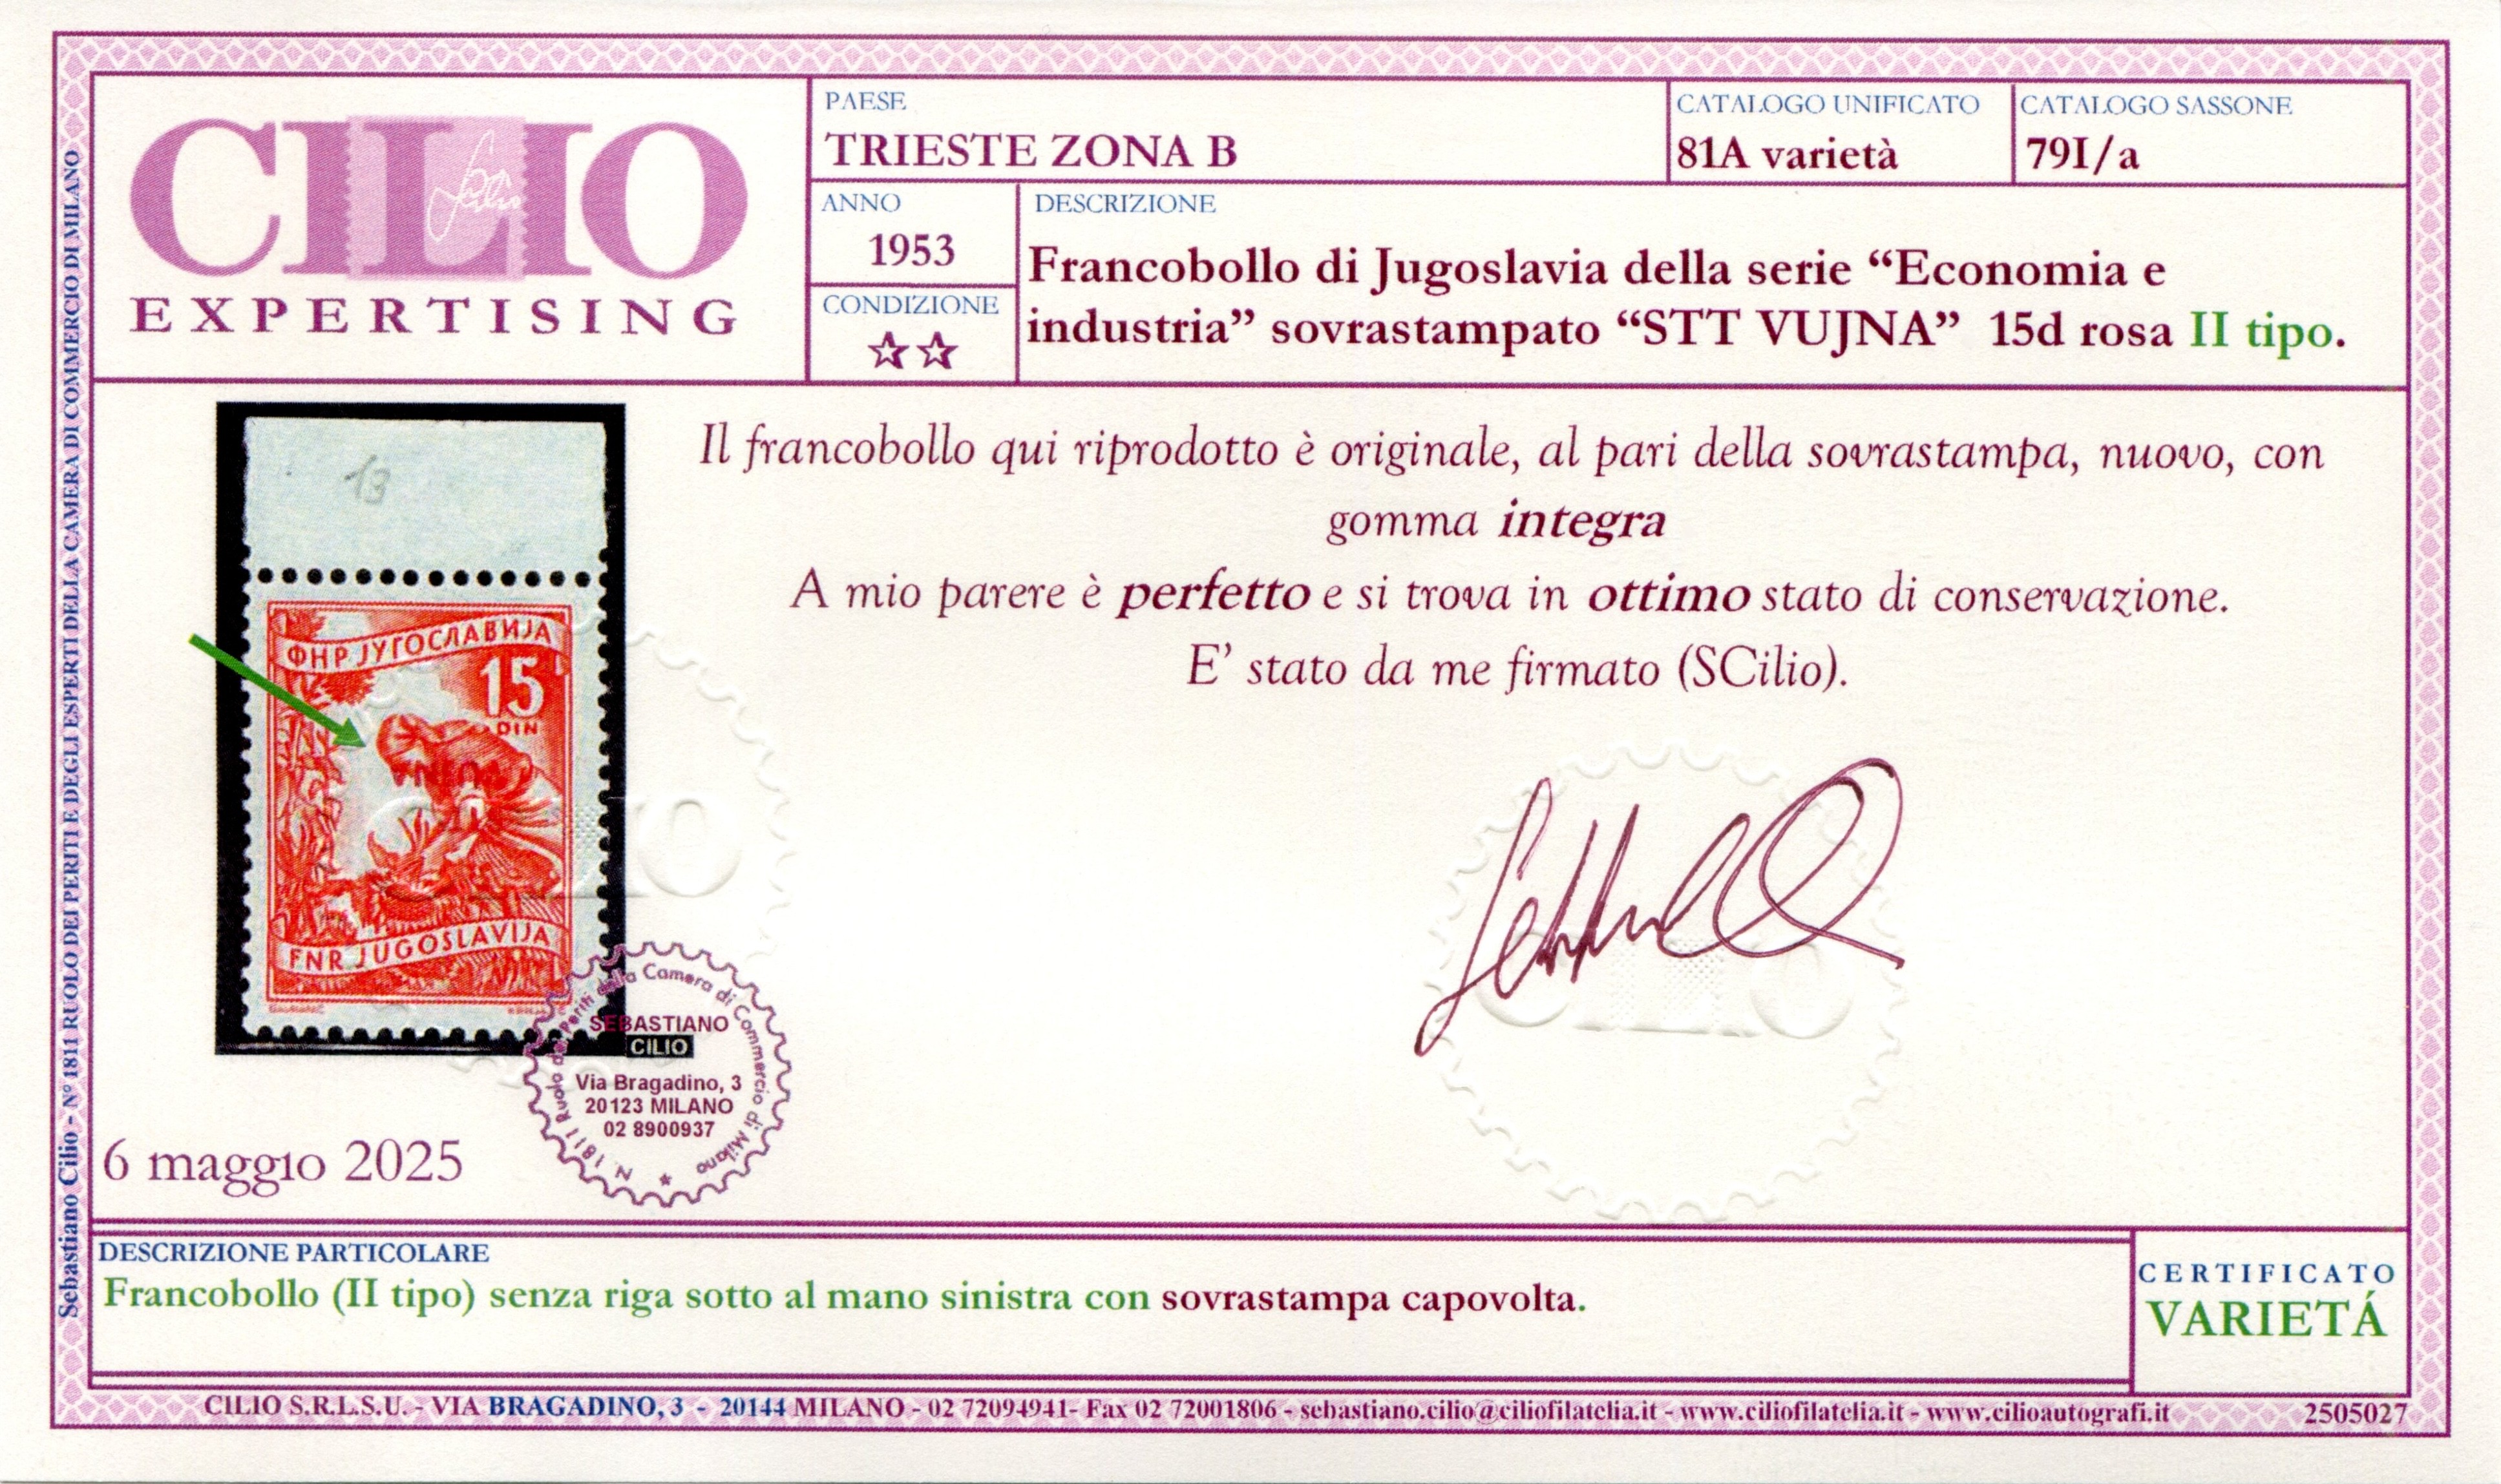 CILIO
EXPERTISING
PAESE
TRIESTE ZONA B
CATALOGO UNIFICATO
81A varietà
CATALOGO SASSONE
79I/a
ANNO
1953
CONDIZIONE
☆☆
DESCRIZIONE
Francobollo di Jugoslavia della serie “Economia e
industria” sovrastampato “STT VUJNA” 15d rosa II tipo.
Il francobollo qui riprodotto è originale, al pari della sovrastampa, nuovo, con
gomma integra
A mio parere è perfetto e si trova in ottimo stato di conservazione.
E’ stato da me firmato (SCilio).
13
ФНР ЈУГОСЛАВИЈА
15
DIN
VUJNA
FNR JUGOSLAVIJA
N. 1811 Ruolo dei Periti della Camera di Commercio di Milano
SEBASTIANO
CILIO
Via Bragadino, 3
20123 MILANO
02 8900937
6 maggio 2025
DESCRIZIONE PARTICOLARE
Francobollo (II tipo) senza riga sotto al mano sinistra con sovrastampa capovolta.
CERTIFICATO
VARIETÁ
Sebastiano Cilio - N° 1811 RUOLO DEI PERITI E DEGLI ESPERTI DELLA CAMERA DI COMMERCIO DI MILANO
CILIO S.R.L.S.U. - VIA BRAGADINO, 3 - 20144 MILANO - 02 72094941- Fax 02 72001806 - sebastiano.cilio@ciliofilatelia.it - www.ciliofilatelia.it - www.cilioautografi.it
2505027